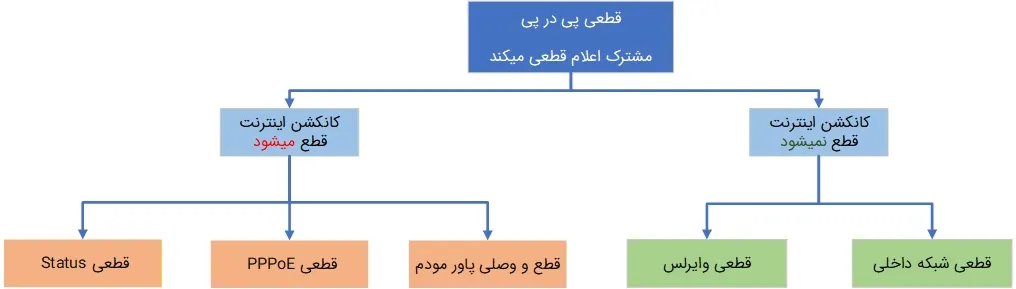 قطعی پی در پی
مشترک اعلام قطعی میکند
کانکشن اینترنت
قطع نمیشود
کانکشن اینترنت
قطع میشود
قطعی شبکه داخلی
قطعی وایرلس
قطع و وصلی پاور مودم
قطعی PPPoE
قطعی Status